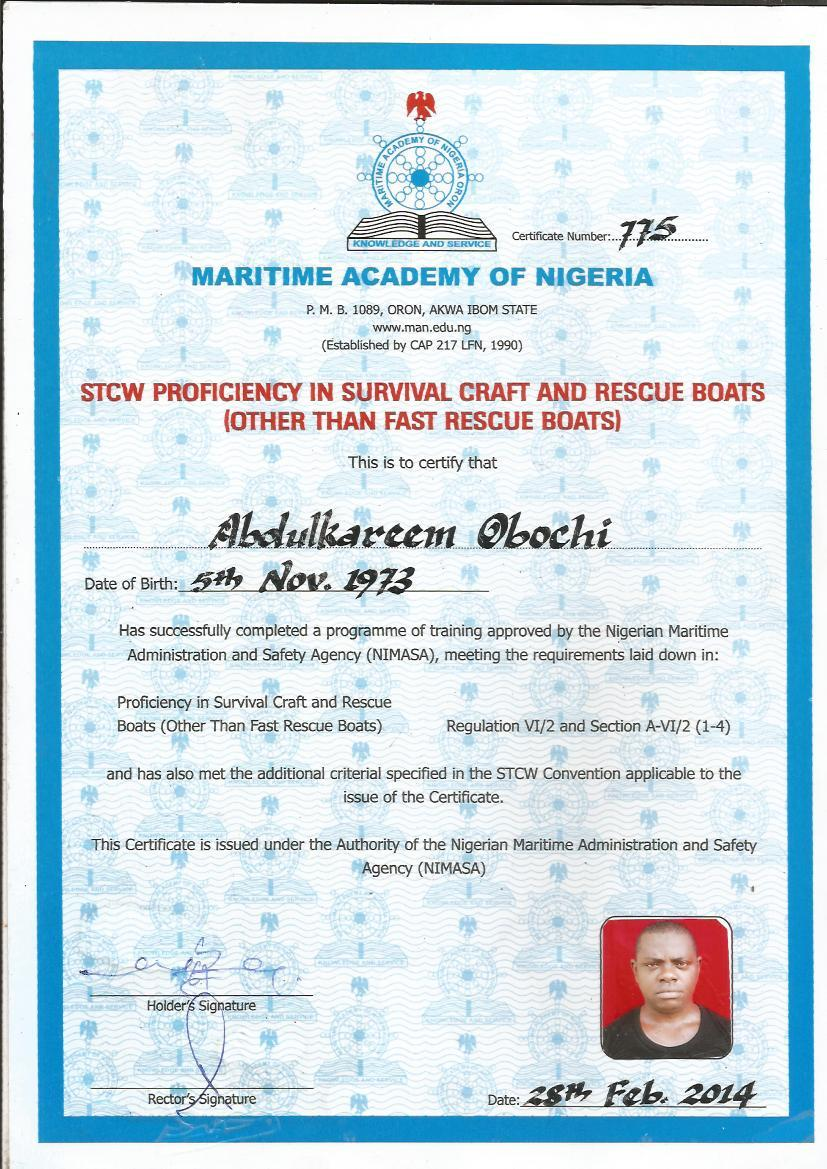 MARITIME ACADEMY OF NIGERIA ORON
KNOWLEDGE AND SERVICE
Certificate Number:...775
MARITIME ACADEMY OF NIGERIA
P. M. B. 1089, ORON, AKWA IBOM STATE
www.man.edu.ng
(Established by CAP 217 LFN, 1990)
STCW PROFICIENCY IN SURVIVAL CRAFT AND RESCUE BOATS
(OTHER THAN FAST RESCUE BOATS)
This is to certify that
Abdulkareem Obochi
Date of Birth: 5th Nov. 1973
Has successfully completed a programme of training approved by the Nigerian Maritime
Administration and Safety Agency (NIMASA), meeting the requirements laid down in:
Proficiency in Survival Craft and Rescue
Boats (Other Than Fast Rescue Boats) Regulation VI/2 and Section A-VI/2 (1-4)
and has also met the additional criterial specified in the STCW Convention applicable to the
issue of the Certificate.
This Certificate is issued under the Authority of the Nigerian Maritime Administration and Safety
Agency (NIMASA)
Holder's Signature
Rector's Signature
Date: 28th Feb. 2014